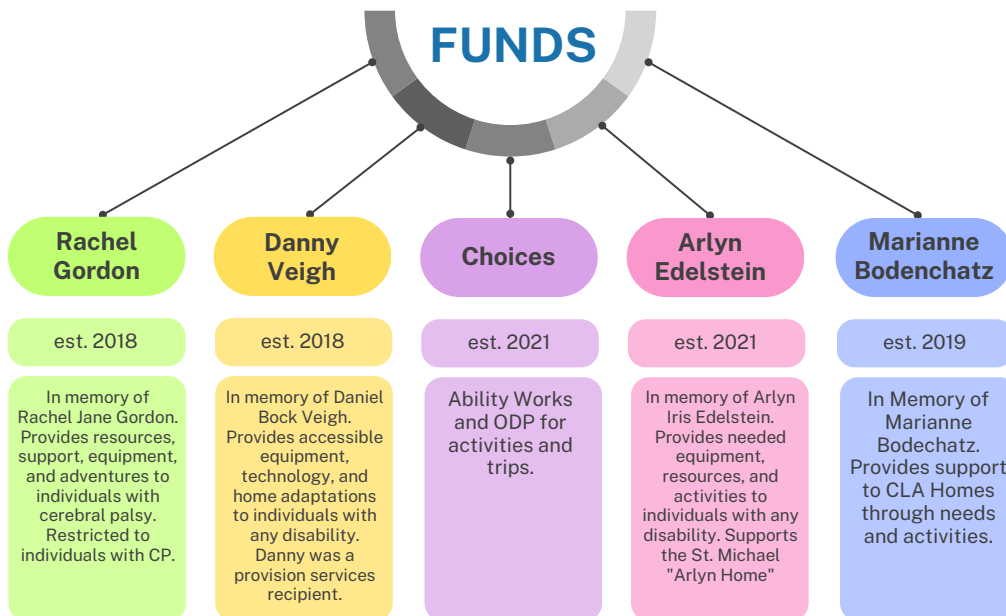 FUNDS
Rachel
Gordon
est. 2018
In memory of
Rachel Jane Gordon.
Provides resources,
support, equipment,
and adventures to
individuals with
cerebral palsy.
Restricted to
individuals with CP.
Danny
Veigh
est. 2018
In memory of Daniel
Bock Veigh.
Provides accessible
equipment,
technology, and
home adaptations
to individuals with
any disability.
Danny was a
provision services
recipient.
Choices
est. 2021
Ability Works
and ODP for
activities and
trips.
Arlyn
Edelstein
est. 2021
In memory of Arlyn
Iris Edelstein.
Provides needed
equipment,
resources, and
activities to
individuals with any
disability. Supports
the St. Michael
"Arlyn Home"
Marianne
Bodenchatz
est. 2019
In Memory of
Marianne
Bodechatz.
Provides support
to CLA Homes
through needs
and activities.